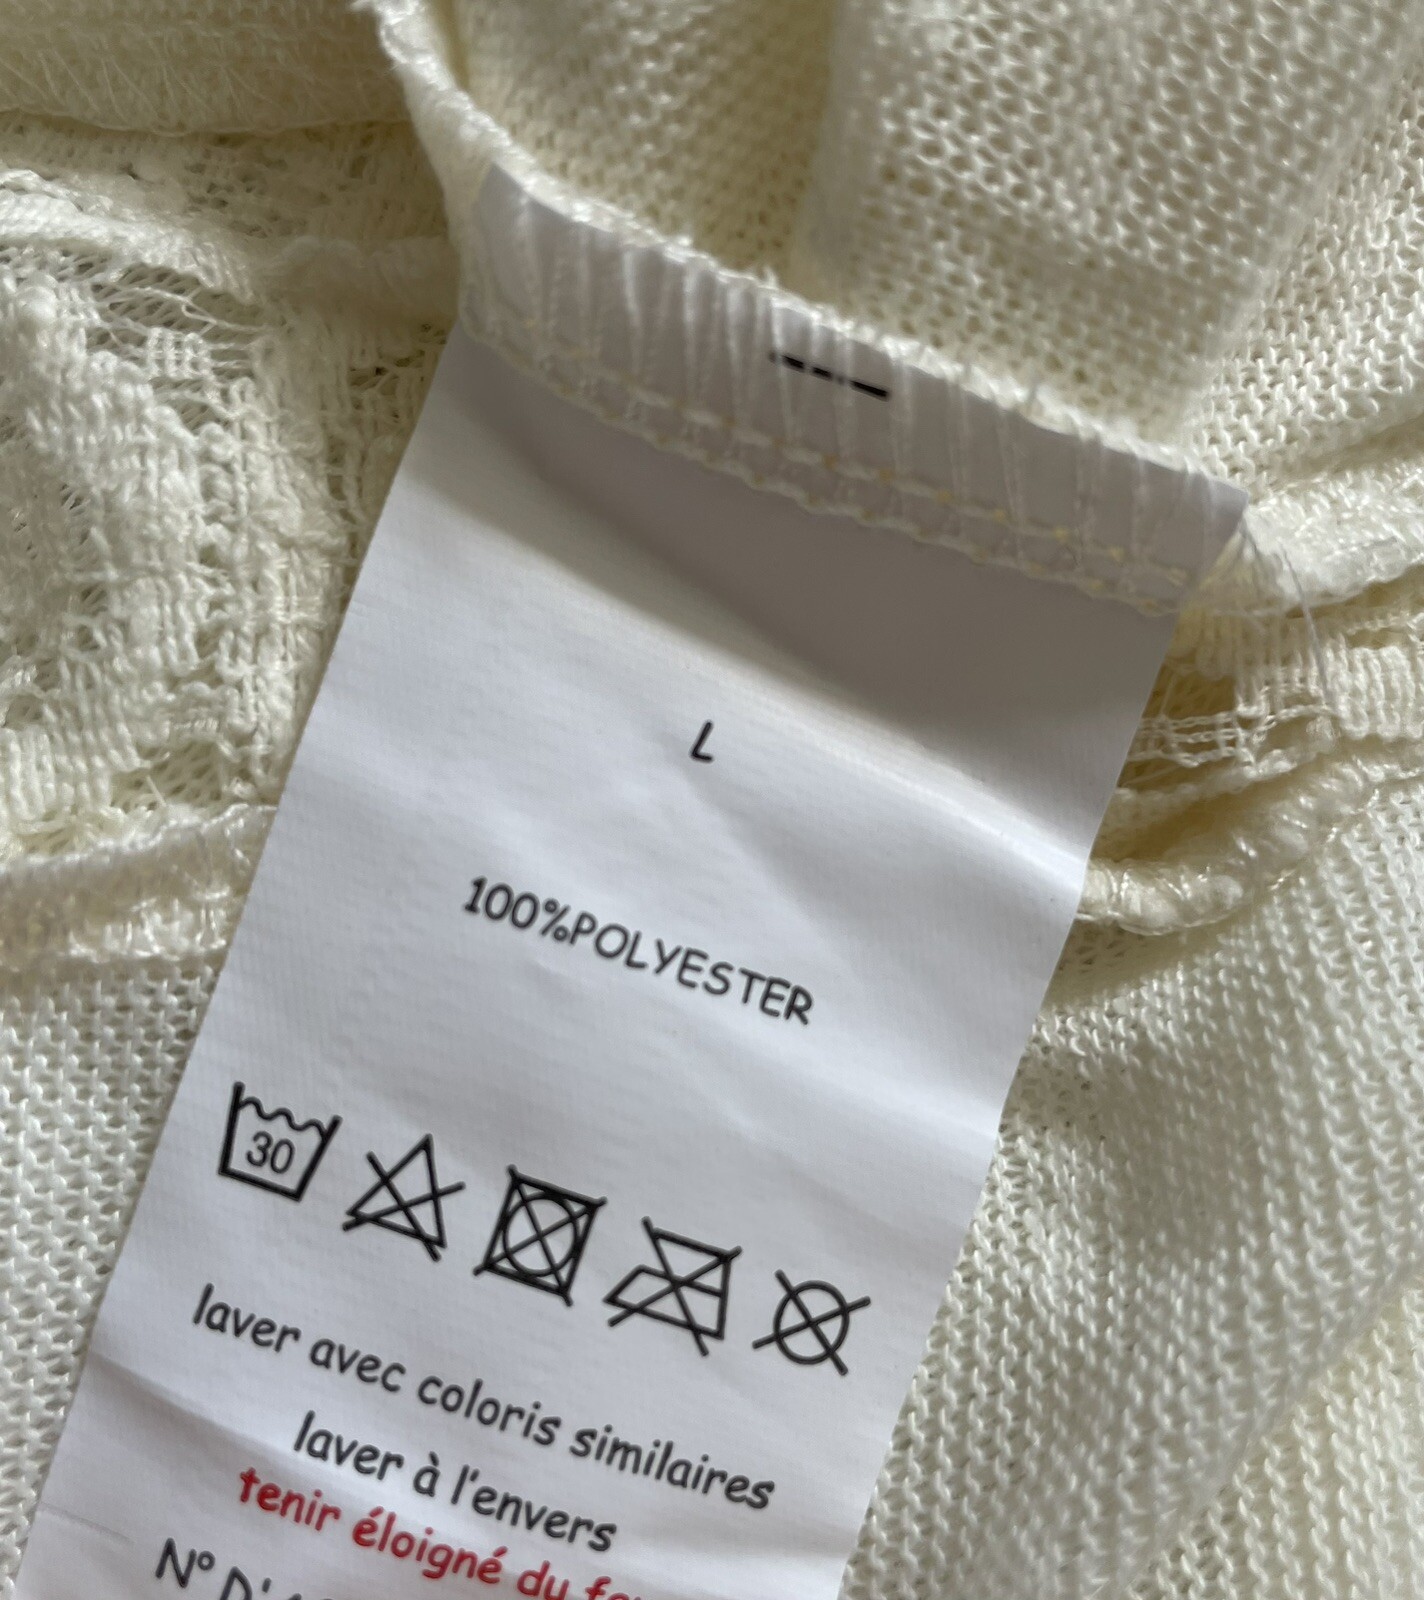 L
100%POLYESTER
30
laver avec coloris similaires
laver à l'envers
tenir éloigné du
N° D'